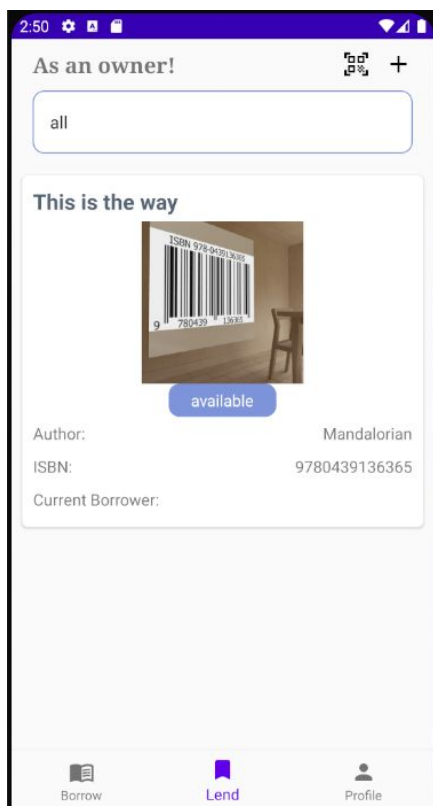 2:50
As an owner!
all
This is the way
ISBN 978-0439136365
9 780439 136365
available
Author: Mandalorian
ISBN: 9780439136365
Current Borrower:
Borrow Lend Profile